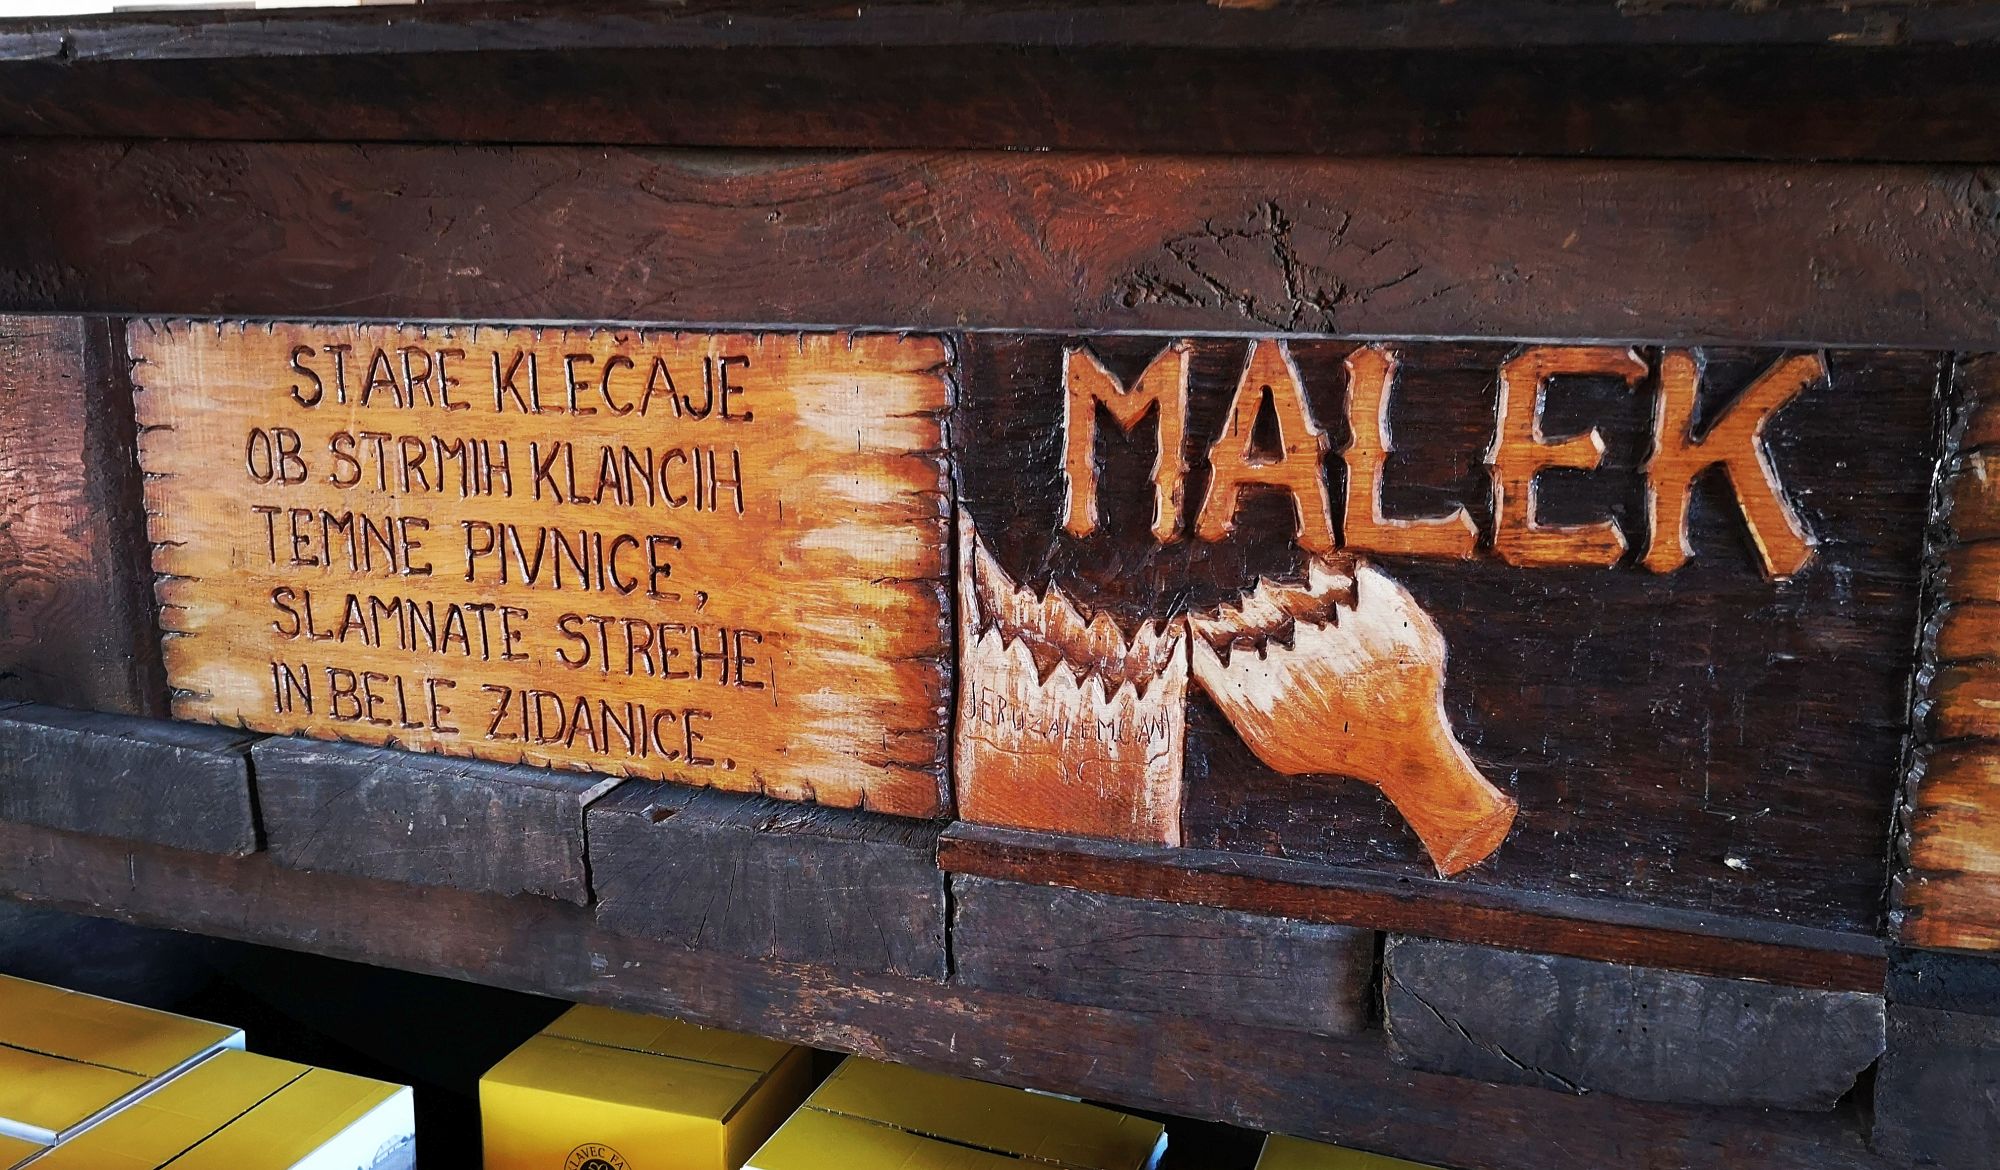 STARE KLEČAJE
OB STRMIH KLANCIH
TEMNE PIVNICE,
SLAMNATE STREHE
IN BELE ZIDANICE.
MALEK
JERUZALEMČAN